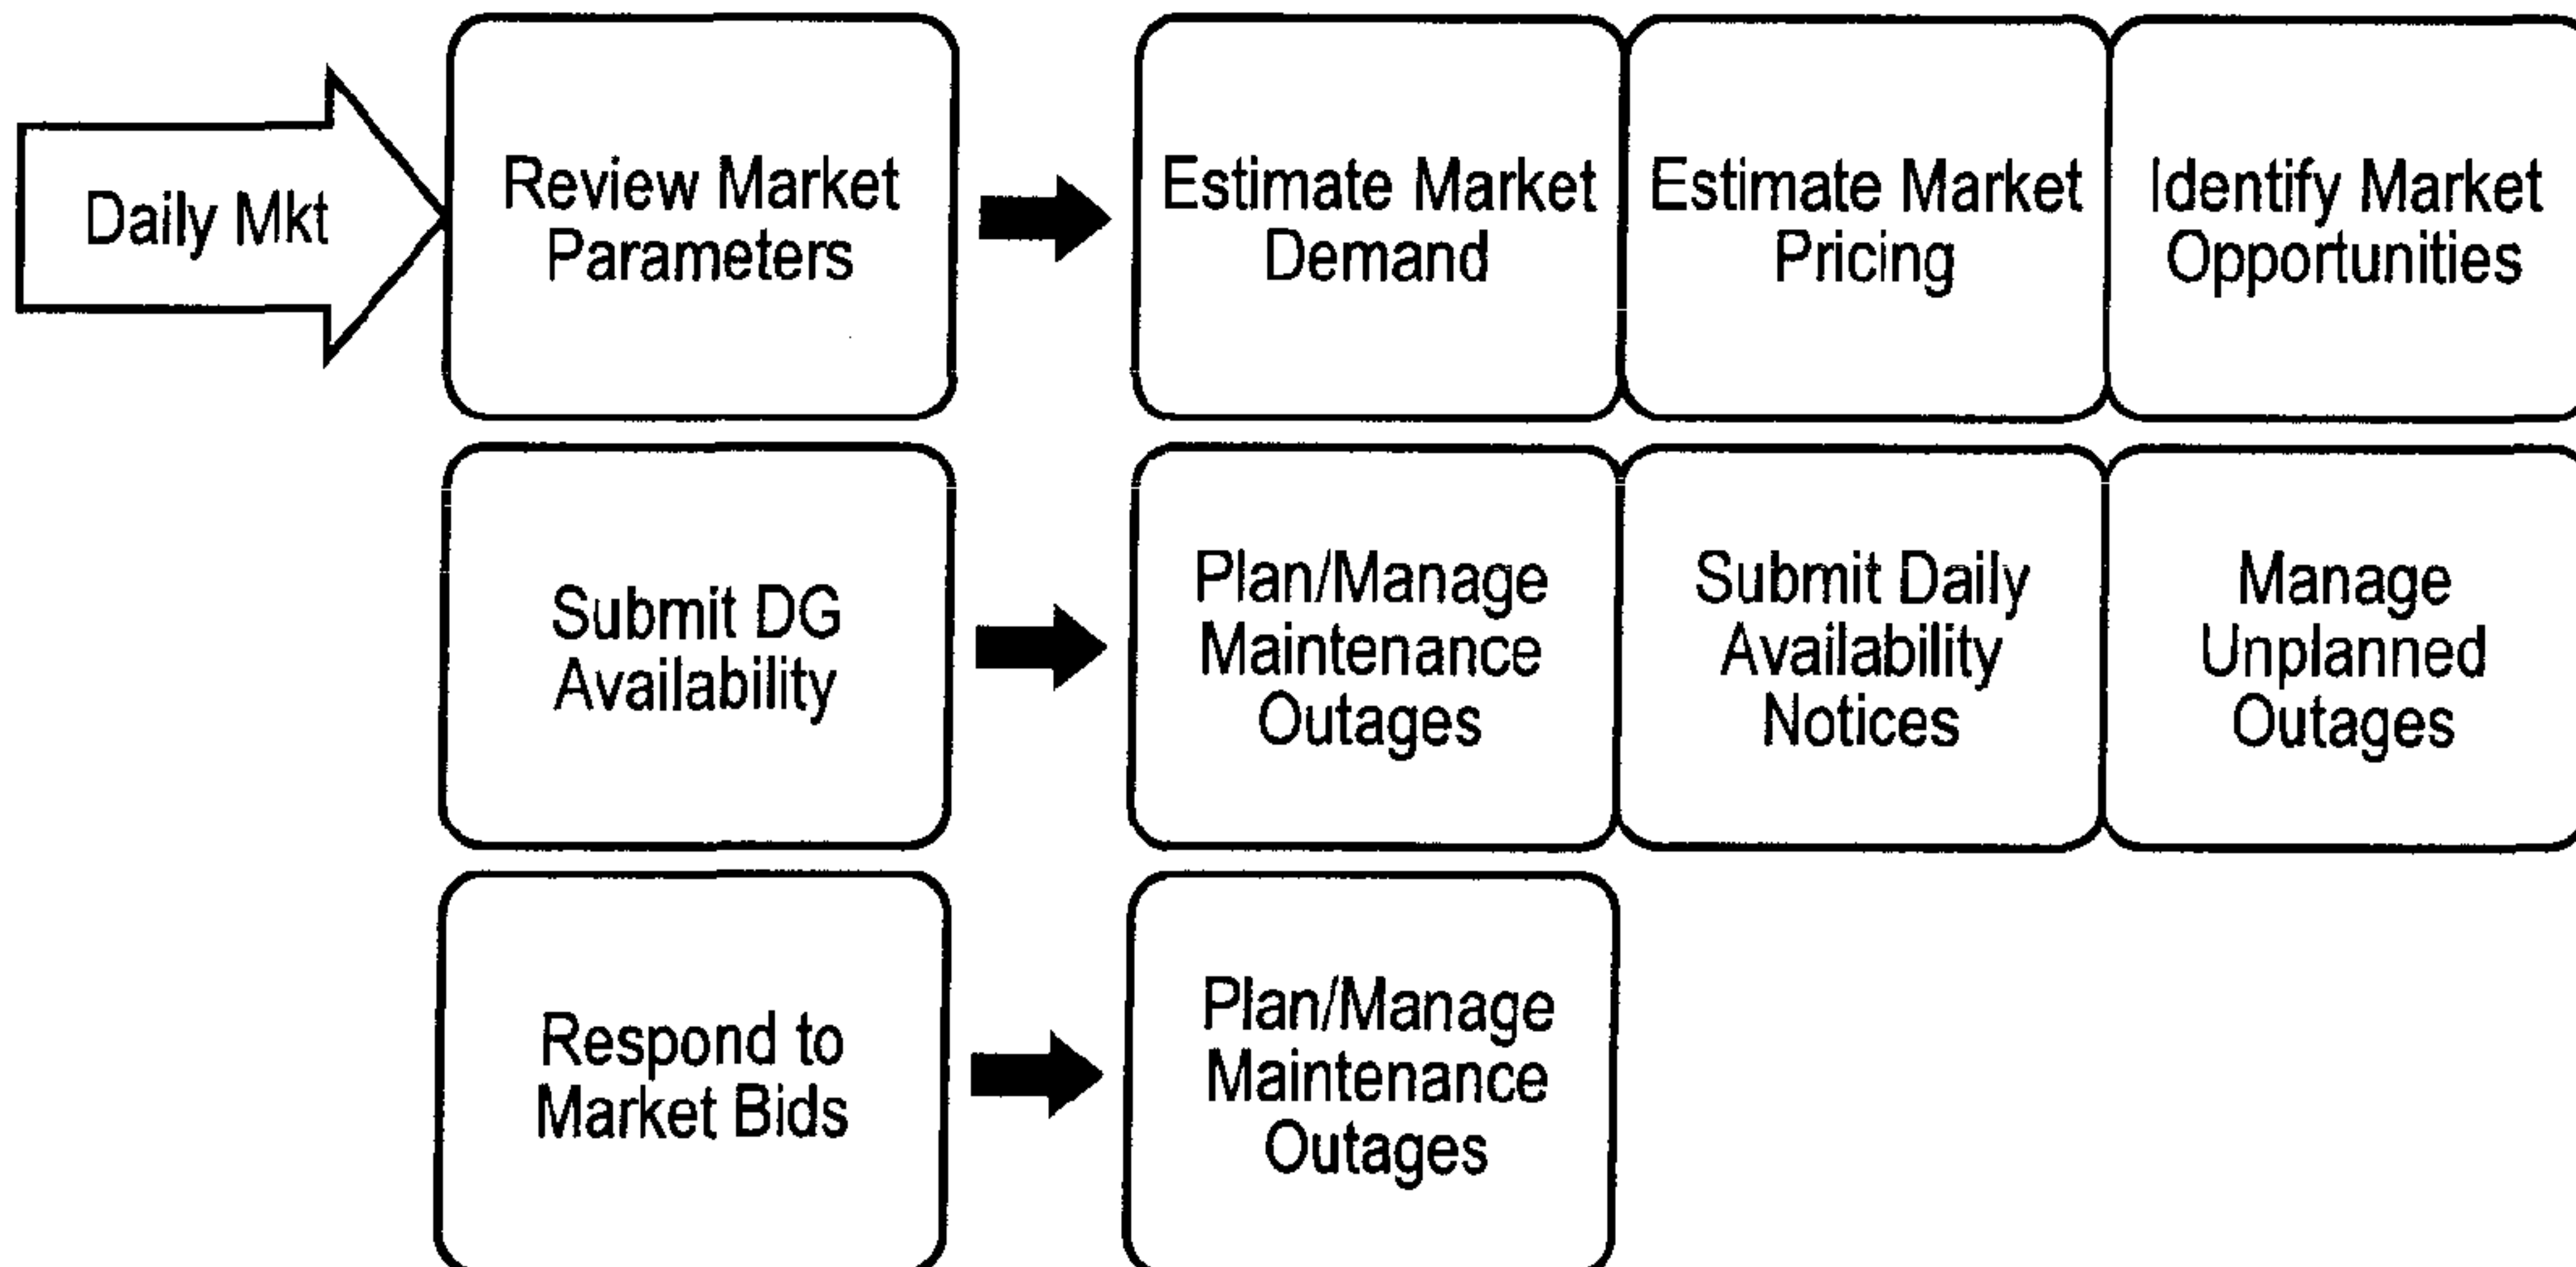 Daily Mkt
Review Market
Parameters
Estimate Market
Demand
Estimate Market
Pricing
Identify Market
Opportunities
Submit DG
Availability
Plan/Manage
Maintenance
Outages
Submit Daily
Availability
Notices
Manage
Unplanned
Outages
Respond to
Market Bids
Plan/Manage
Maintenance
Outages